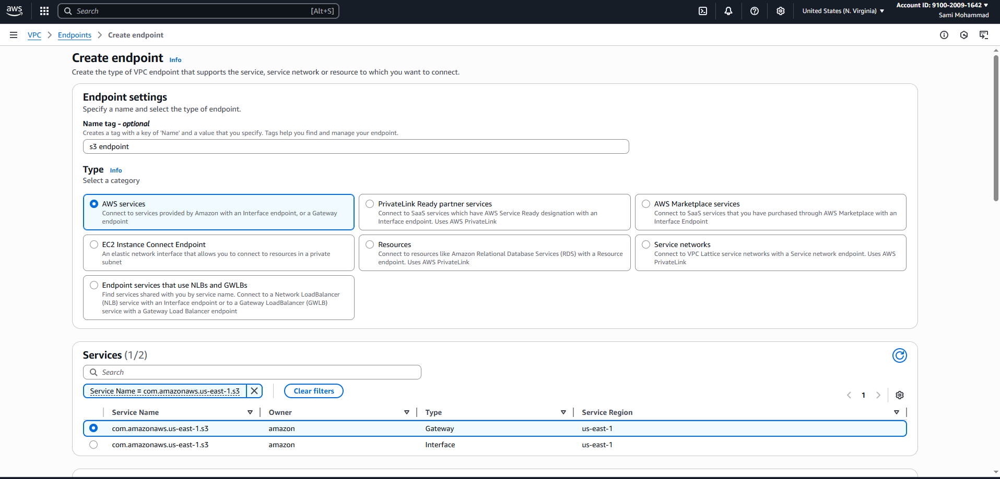 aws
Search
[Alt+S]
United States (N. Virginia)
Account ID: 9100-2009-1642
Sami Mohammad
VPC
Endpoints
Create endpoint
Create endpoint Info
Create the type of VPC endpoint that supports the service, service network or resource to which you want to connect.
Endpoint settings
Specify a name and select the type of endpoint.
Name tag - optional
Creates a tag with a key of 'Name' and a value that you specify. Tags help you find and manage your endpoint.
s3 endpoint
Type Info
Select a category
AWS services
Connect to services provided by Amazon with an Interface endpoint, or a Gateway
endpoint
PrivateLink Ready partner services
Connect to SaaS services which have AWS Service Ready designation with an
Interface endpoint. Uses AWS PrivateLink
AWS Marketplace services
Connect to SaaS services that you have purchased through AWS Marketplace with an
Interface Endpoint
EC2 Instance Connect Endpoint
An elastic network interface that allows you to connect to resources in a private
subnet
Resources
Connect to resources like Amazon Relational Database Services (RDS) with a Resource
endpoint. Uses AWS PrivateLink
Service networks
Connect to VPC Lattice service networks with a Service network endpoint. Uses AWS
PrivateLink
Endpoint services that use NLBs and GWLBs
Find services shared with you by service name. Connect to a Network LoadBalancer
(NLB) service with an Interface endpoint or to a Gateway LoadBalancer (GWLB)
service with a Gateway Load Balancer endpoint
Services (1/2)
Search
Service Name = com.amazonaws.us-east-1.s3
Clear filters
1
Service Name Owner Type Service Region
com.amazonaws.us-east-1.s3 amazon Gateway us-east-1
com.amazonaws.us-east-1.s3 amazon Interface us-east-1